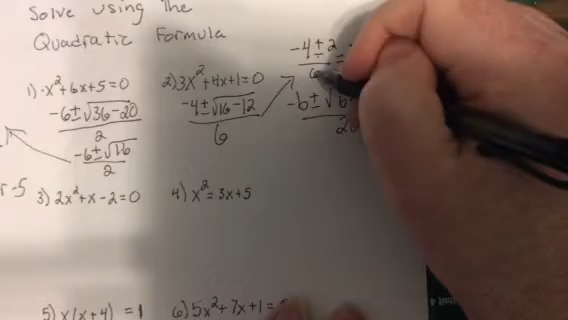 Solve using the
Quadratic Formula
1) x² + 6x + 5 = 0
-6 ± √36 - 20
2
-6 ± √16
2
r -5
2) 3x² + 4x + 1 = 0
-4 ± √16 - 12
6
-4 ± 2
6
=
-b ± √b
2a
3) 2x² + x - 2 = 0
4) x² = 3x + 5
5) x(x + 4) = 1
6) 5x² + 7x + 1 =